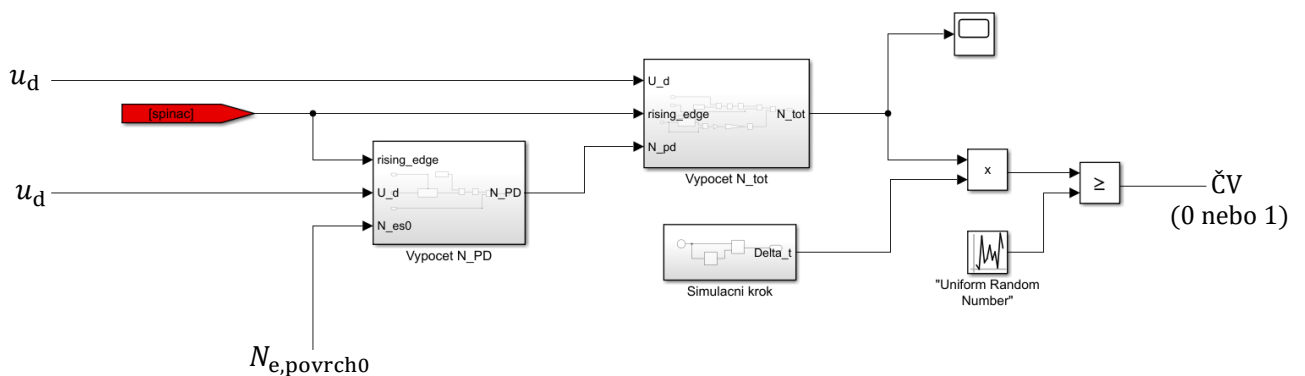 u_d
U_d
[spinac]
rising_edge
N_tot
N_pd
Vypocet N_tot
rising_edge
u_d
U_d
N_PD
N_es0
Vypocet N_PD
x
≥
ČV
(0 nebo 1)
Delta_t
Simulacni krok
"Uniform Random
Number"
N_e,povrch0